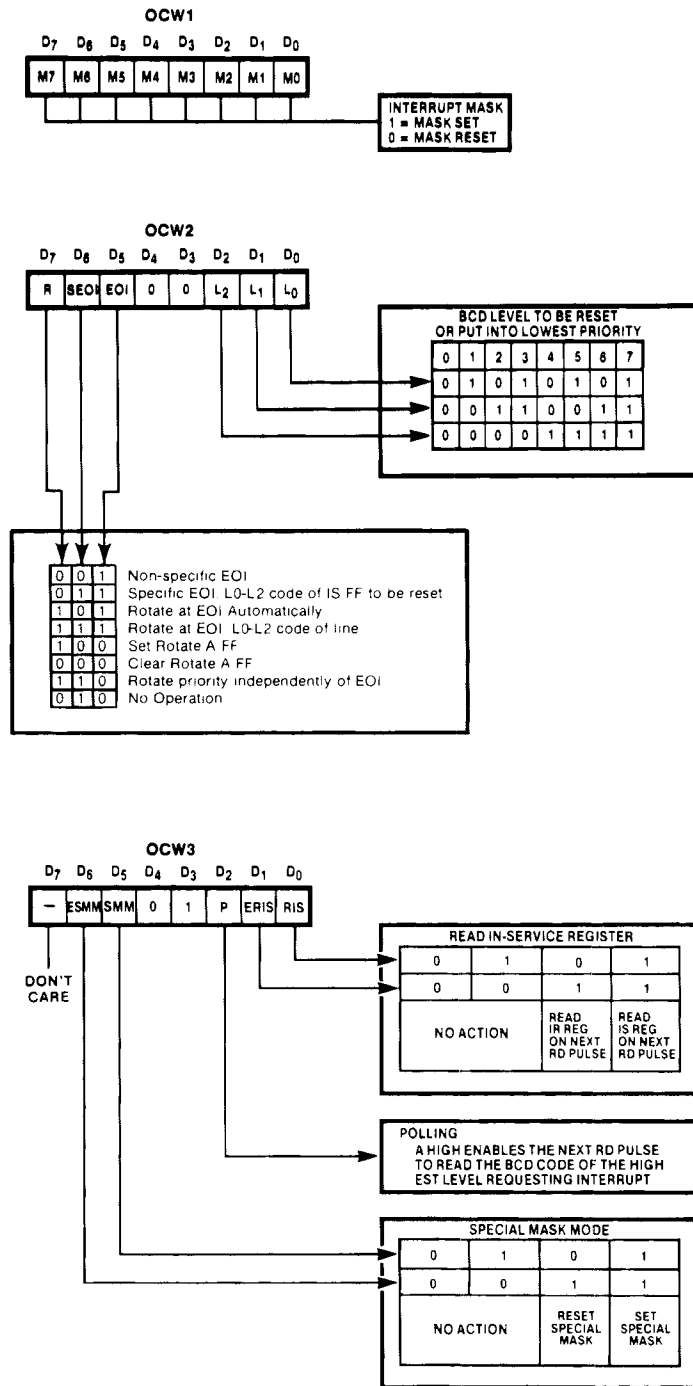 OCW1
D7 D6 D5 D4 D3 D2 D1 D0
M7 M6 M5 M4 M3 M2 M1 M0
INTERRUPT MASK
1 = MASK SET
0 = MASK RESET
OCW2
D7 D6 D5 D4 D3 D2 D1 D0
R SEOI EOI 0 0 L2 L1 L0
BCD LEVEL TO BE RESET
OR PUT INTO LOWEST PRIORITY
0 1 2 3 4 5 6 7
0 1 0 1 0 1 0 1
0 0 1 1 0 0 1 1
0 0 0 0 1 1 1 1
0 0 1 Non-specific EOI
0 1 1 Specific EOI. L0-L2 code of IS FF to be reset
1 0 1 Rotate at EOI Automatically
1 1 1 Rotate at EOI. L0-L2 code of line
1 0 0 Set Rotate A FF
0 0 0 Clear Rotate A FF
1 1 0 Rotate priority independently of EOI
0 1 0 No Operation
OCW3
D7 D6 D5 D4 D3 D2 D1 D0
— ESMM SMM 0 1 P ERIS RIS
DON'T
CARE
READ IN-SERVICE REGISTER
0 1 0 1
0 0 1 1
NO ACTION
READ
IR REG
ON NEXT
RD PULSE
READ
IS REG
ON NEXT
RD PULSE
POLLING
A HIGH ENABLES THE NEXT RD PULSE
TO READ THE BCD CODE OF THE HIGH
EST LEVEL REQUESTING INTERRUPT
SPECIAL MASK MODE
0 1 0 1
0 0 1 1
NO ACTION
RESET
SPECIAL
MASK
SET
SPECIAL
MASK